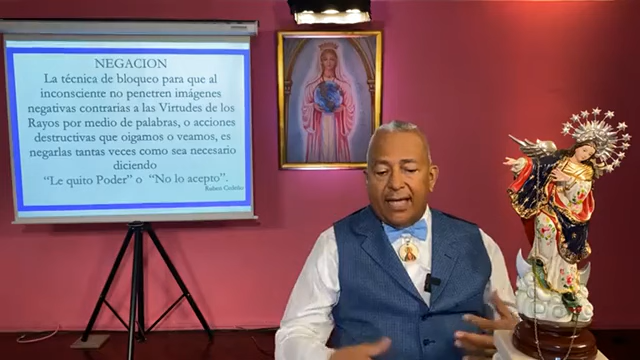 NEGACION
La técnica de bloqueo para que al
inconsciente no penetren imágenes
negativas contrarias a las Virtudes de los
Rayos por medio de palabras, o acciones
destructivas que oigamos o veamos, es
negarlas tantas veces como sea necesario
diciendo
“Le quito Poder” o “No lo acepto”.
Ruben Cedeño